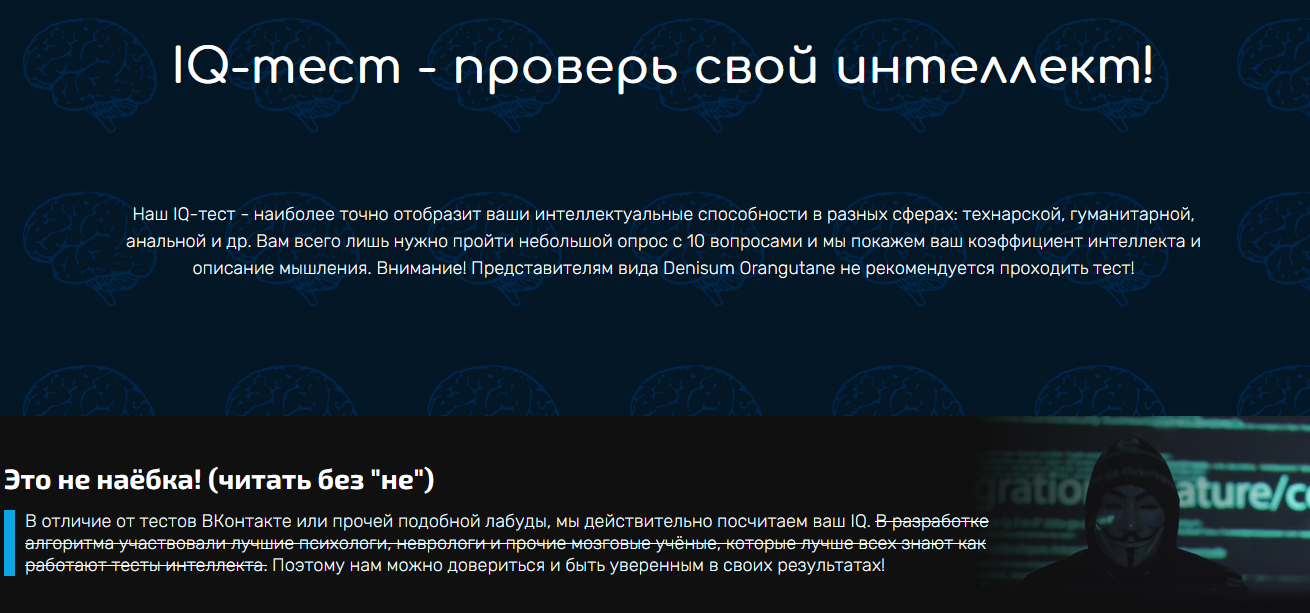 IQ-тест - проверь свой интеллект!
Наш IQ-тест - наиболее точно отобразит ваши интеллектуальные способности в разных сферах: технарской, гуманитарной,
анальной и др. Вам всего лишь нужно пройти небольшой опрос с 10 вопросами и мы покажем ваш коэффициент интеллекта и
описание мышления. Внимание! Представителям вида Denisum Orangutane не рекомендуется проходить тест!
Это не наёбка! (читать без "не")
В отличие от тестов ВКонтакте или прочей подобной лабуды, мы действительно посчитаем ваш IQ. В разработке
алгоритма участвовали лучшие психологи, неврологи и прочие мозговые учёные, которые лучше всех знают как
работают тесты интеллекта. Поэтому нам можно довериться и быть уверенным в своих результатах!